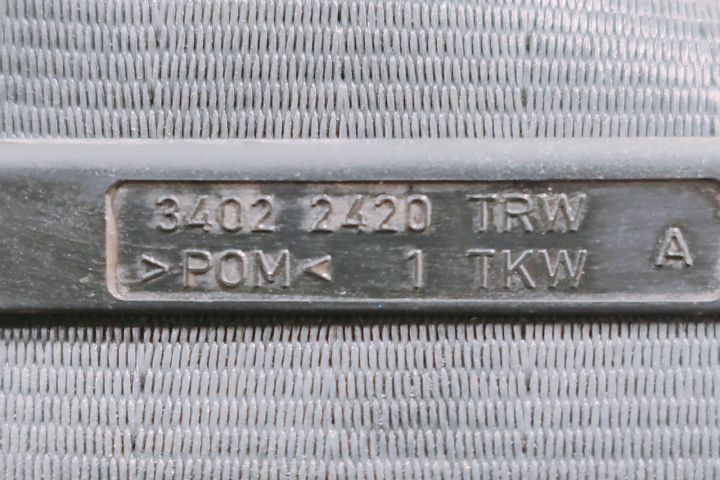 3402 2420 TRW
>POM< 1 TKW A